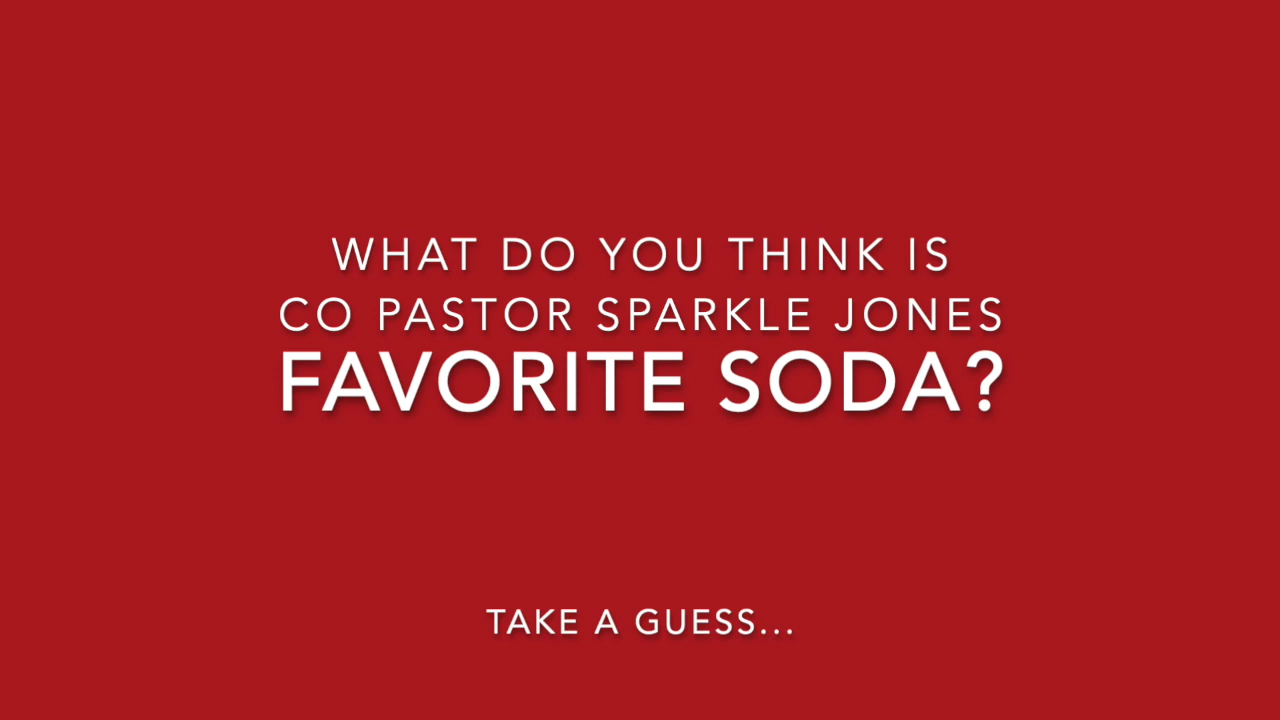 WHAT DO YOU THINK IS
CO PASTOR SPARKLE JONES
FAVORITE SODA?
TAKE A GUESS...